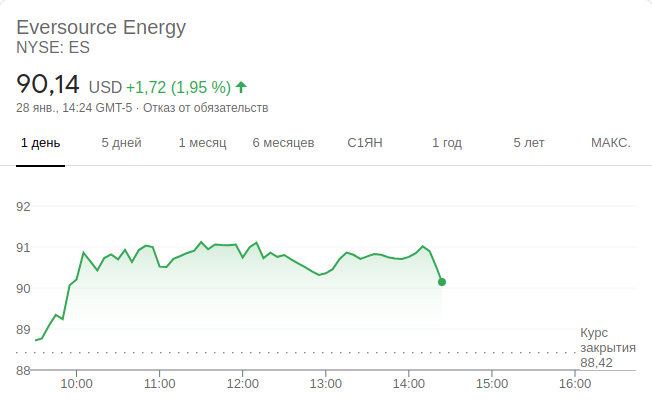 Eversource Energy
NYSE: ES
90,14 USD +1,72 (1,95 %)
28 янв., 14:24 GMT-5 · Отказ от обязательств
1 день 5 дней 1 месяц 6 месяцев С1ЯН 1 год 5 лет МАКС.
92
91
90
89
88
Курс
закрытия
88,42
10:00 11:00 12:00 13:00 14:00 15:00 16:00